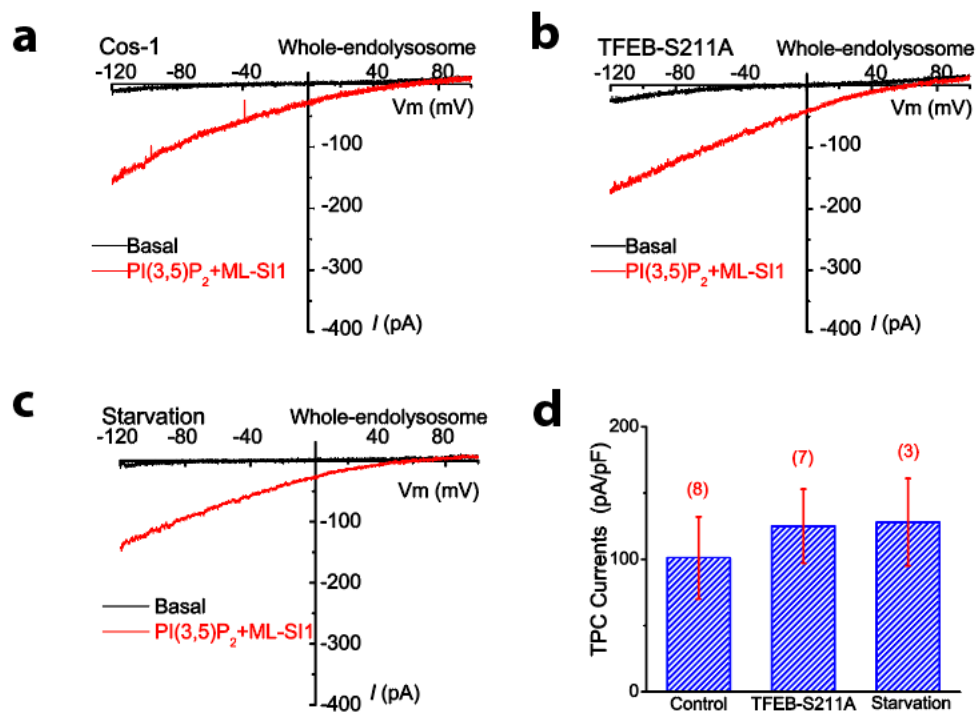 a
Cos-1
Whole-endolysosome
-120 -80 -40 40 80
Vm (mV)
-100
-200
-300
-400
I (pA)
Basal
PI(3,5)P2+ML-SI1
b
TFEB-S211A
Whole-endolysosome
-120 -80 -40 40 80
Vm (mV)
-100
-200
-300
-400
I (pA)
Basal
PI(3,5)P2+ML-SI1
c
Starvation
Whole-endolysosome
-120 -80 -40 40 80
Vm (mV)
-100
-200
-300
-400
I (pA)
Basal
PI(3,5)P2+ML-SI1
d
TPC Currents (pA/pF)
200
100
0
(8)
(7)
(3)
Control TFEB-S211A Starvation